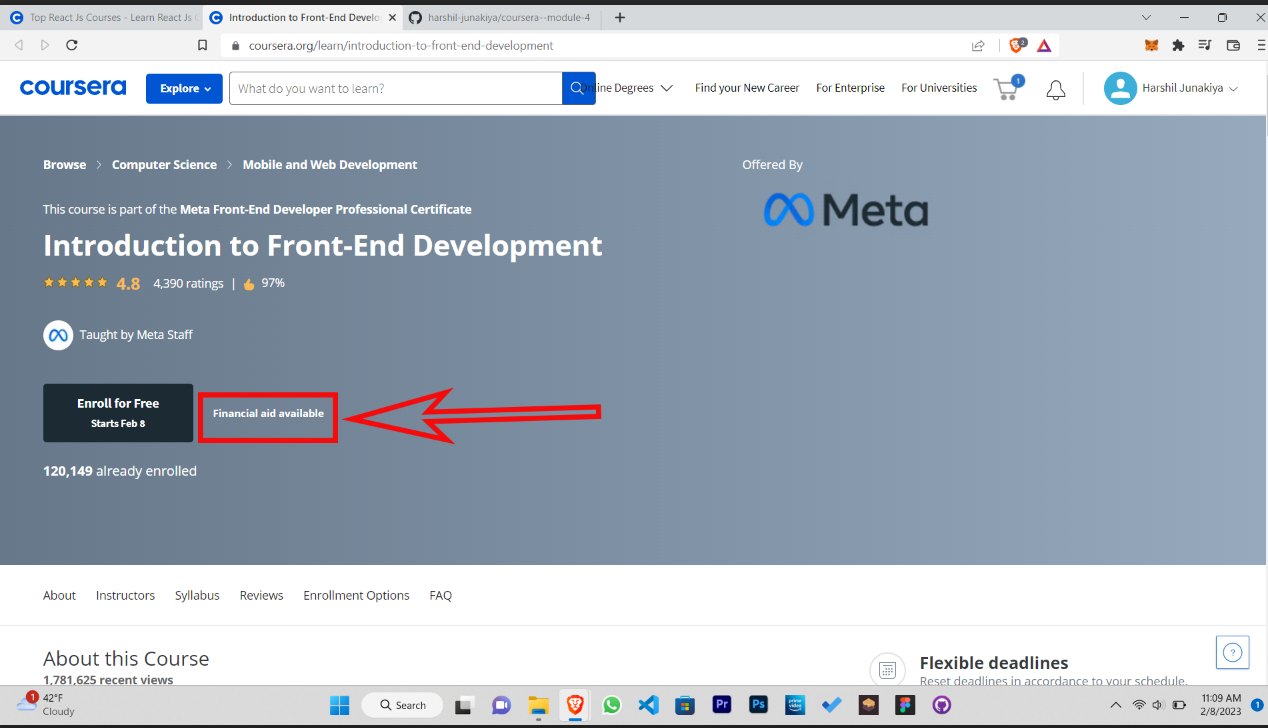 Top React Js Courses - Learn React Js
Introduction to Front-End Develo
harshil-junakiya/coursera--module-4
coursera.org/learn/introduction-to-front-end-development
2
coursera
Explore
What do you want to learn?
Online Degrees
Find your New Career
For Enterprise
For Universities
1
Harshil Junakiya
Browse > Computer Science > Mobile and Web Development
Offered By
Meta
This course is part of the Meta Front-End Developer Professional Certificate
Introduction to Front-End Development
4.8 4,390 ratings | 97%
Taught by Meta Staff
Enroll for Free
Starts Feb 8
Financial aid available
120,149 already enrolled
About Instructors Syllabus Reviews Enrollment Options FAQ
About this Course
1,781,625 recent views
Flexible deadlines
Reset deadlines in accordance to your schedule.
?
1
42°F
Cloudy
Search
Pr
Ps
prime video
11:09 AM
2/8/2023
1